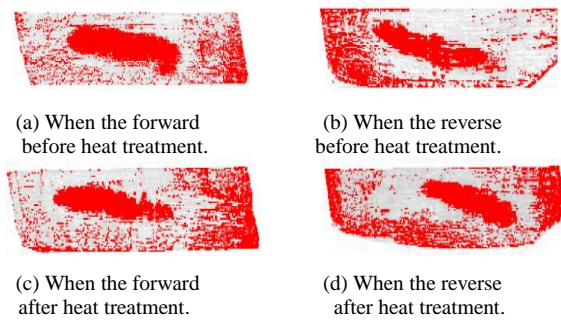 (a) When the forward
before heat treatment.
(b) When the reverse
before heat treatment.
(c) When the forward
after heat treatment.
(d) When the reverse
after heat treatment.